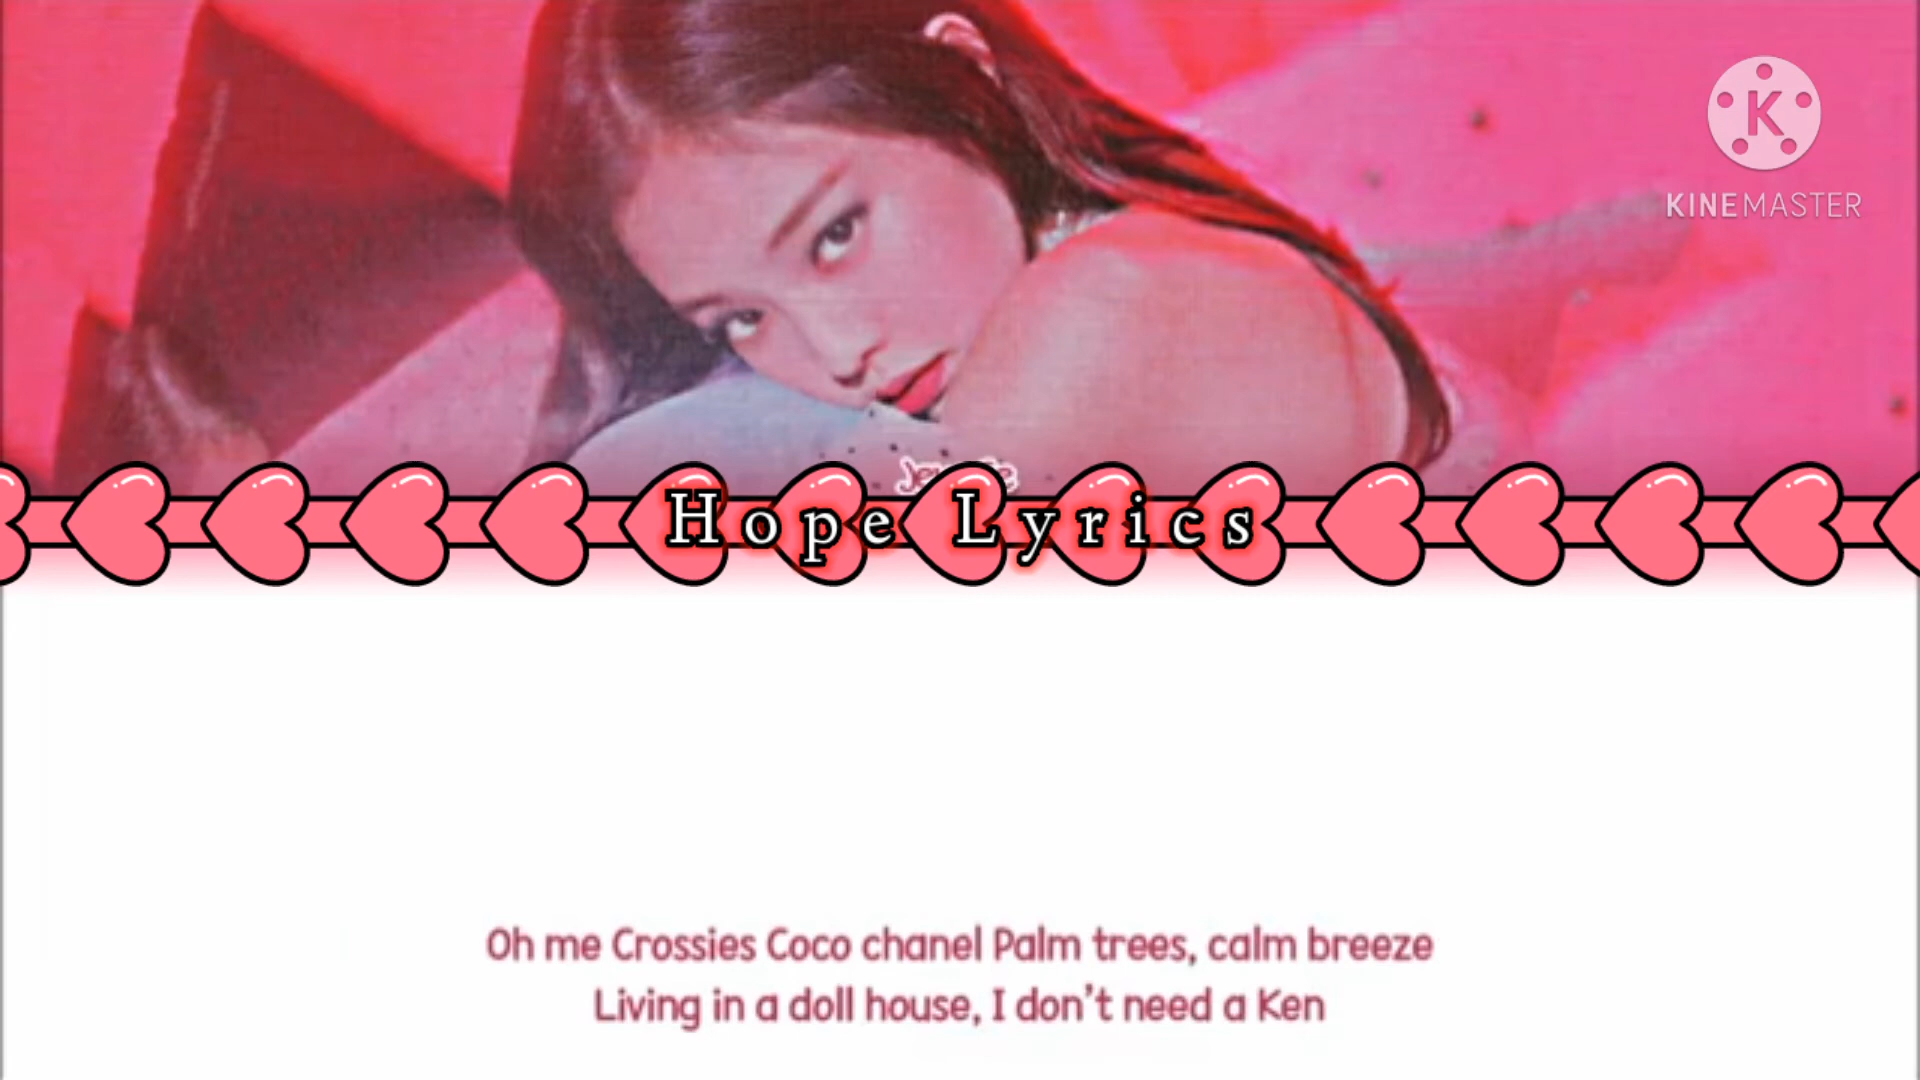 K
KINEMASTER
Hope Lyrics
Oh me Crossies Coco chanel Palm trees, calm breeze
Living in a doll house, I don't need a Ken